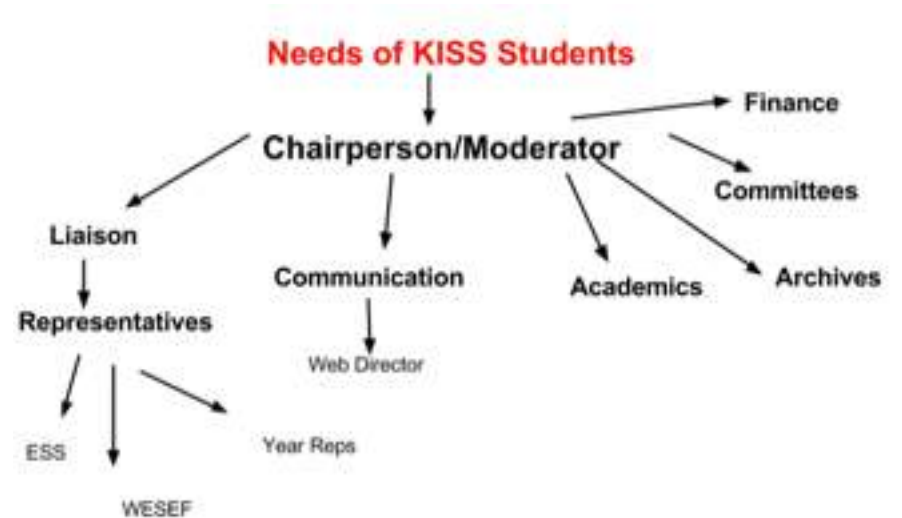 Needs of KISS Students
Finance
Chairperson/Moderator
Committees
Liaison
Communication
Academics
Archives
Representatives
Web Director
ESS
Year Reps
WESEF